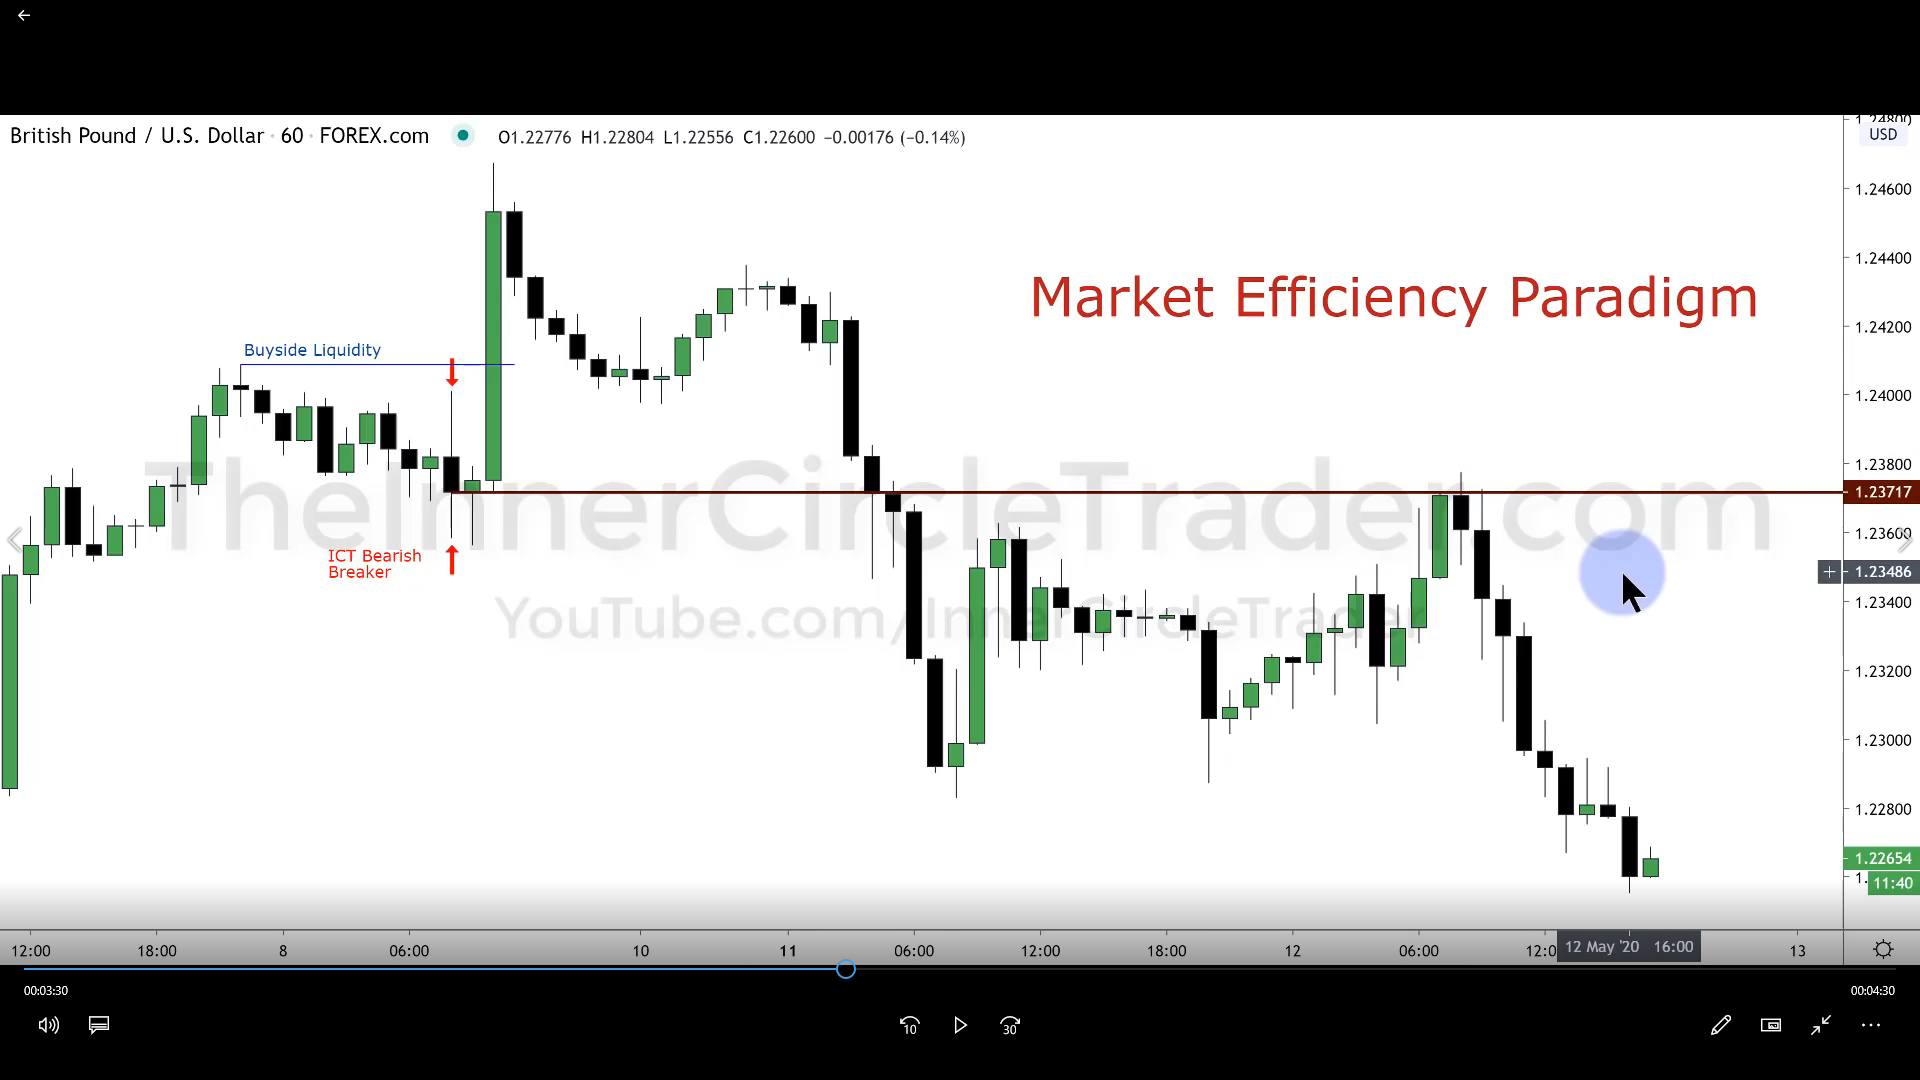 British Pound / U.S. Dollar · 60 · FOREX.com
O1.22776 H1.22804 L1.22556 C1.22600 −0.00176 (−0.14%)
1.24800
USD
1.24600
1.24400
Market Efficiency Paradigm
1.24200
Buyside Liquidity
1.24000
1.23800
TheInnerCircleTrader.com
1.23717
1.23600
ICT Bearish
Breaker
1.23486
1.23400
YouTube.com/InnerCircleTrader
1.23200
1.23000
1.22800
1.22654
11:40
12:00 18:00 8 06:00 10 11 06:00 12:00 18:00 12 06:00 12:0 12 May '20 16:00 13
00:03:30
00:04:30
10
30